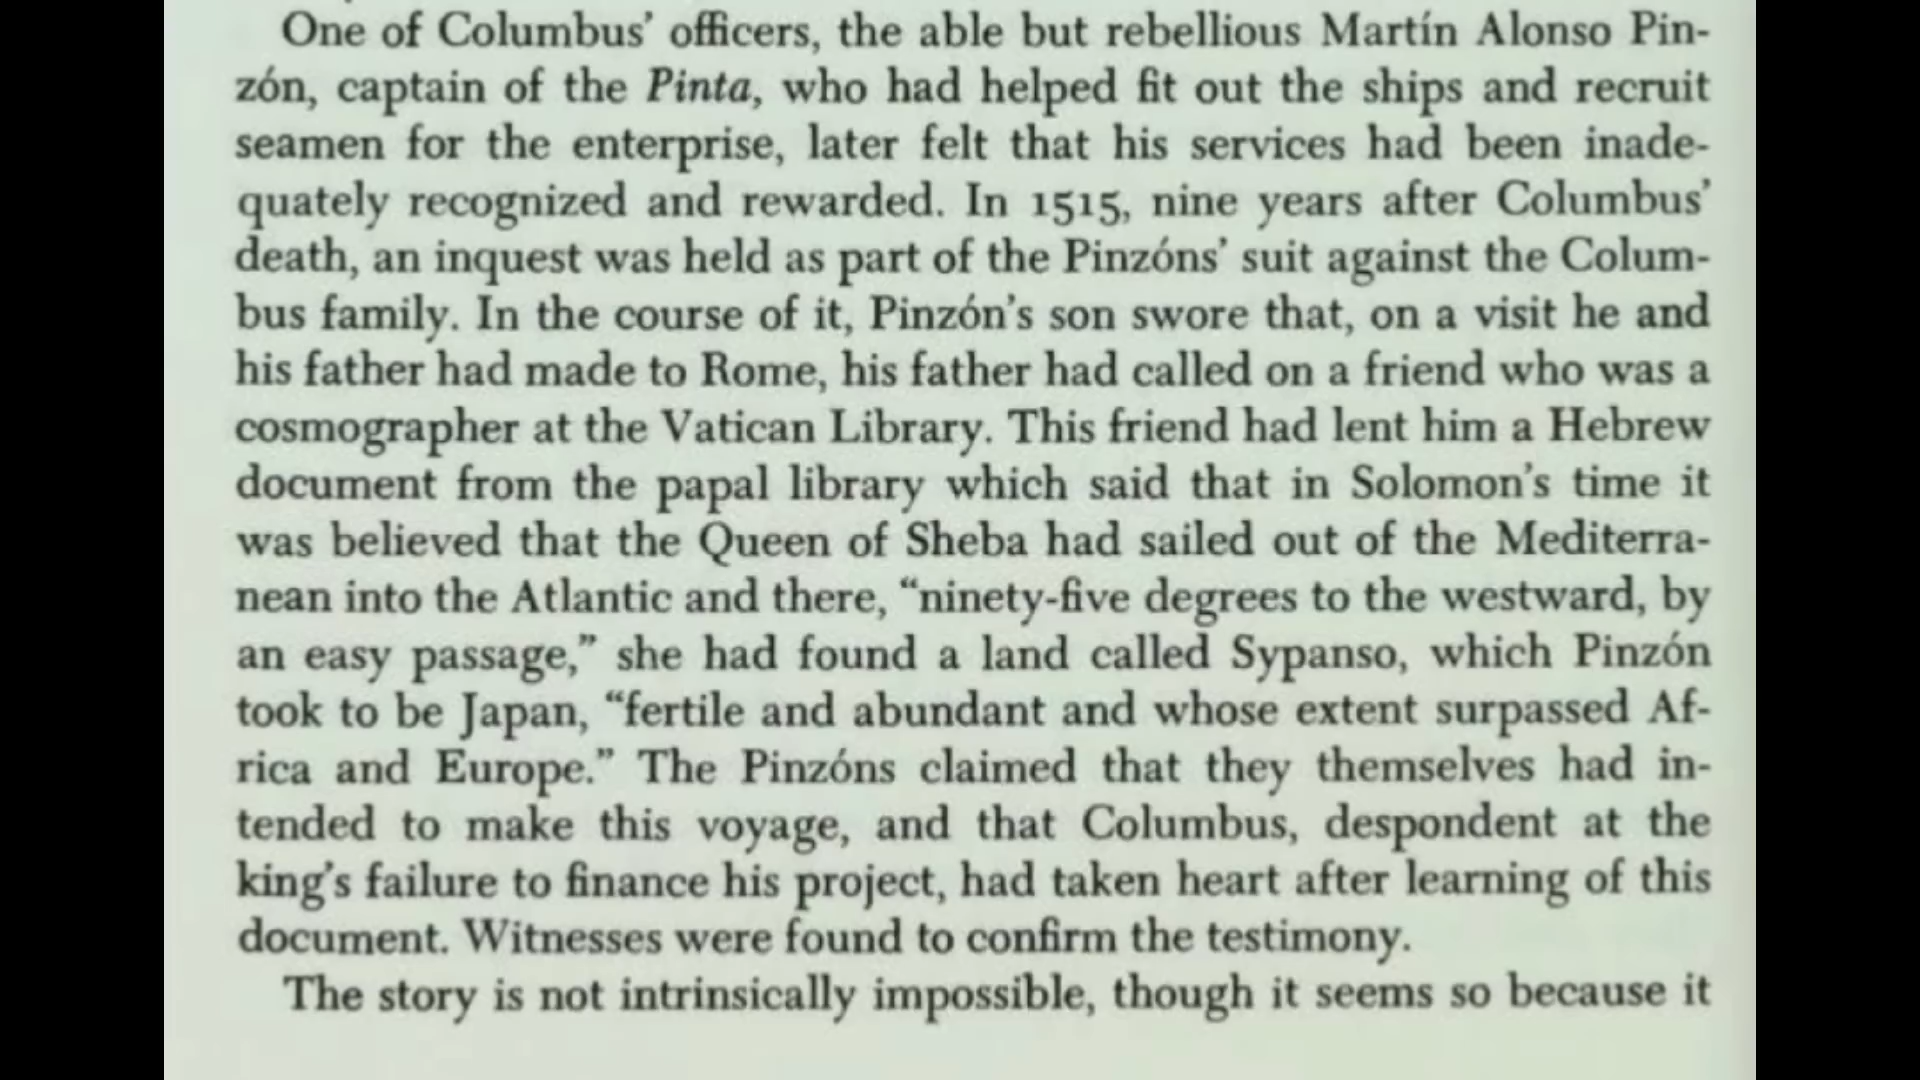 One of Columbus’ officers, the able but rebellious Martín Alonso Pin-
zón, captain of the Pinta, who had helped fit out the ships and recruit
seamen for the enterprise, later felt that his services had been inade-
quately recognized and rewarded. In 1515, nine years after Columbus’
death, an inquest was held as part of the Pinzóns’ suit against the Colum-
bus family. In the course of it, Pinzón’s son swore that, on a visit he and
his father had made to Rome, his father had called on a friend who was a
cosmographer at the Vatican Library. This friend had lent him a Hebrew
document from the papal library which said that in Solomon’s time it
was believed that the Queen of Sheba had sailed out of the Mediterra-
nean into the Atlantic and there, “ninety-five degrees to the westward, by
an easy passage,” she had found a land called Sypanso, which Pinzón
took to be Japan, “fertile and abundant and whose extent surpassed Af-
rica and Europe.” The Pinzóns claimed that they themselves had in-
tended to make this voyage, and that Columbus, despondent at the
king’s failure to finance his project, had taken heart after learning of this
document. Witnesses were found to confirm the testimony.
The story is not intrinsically impossible, though it seems so because it